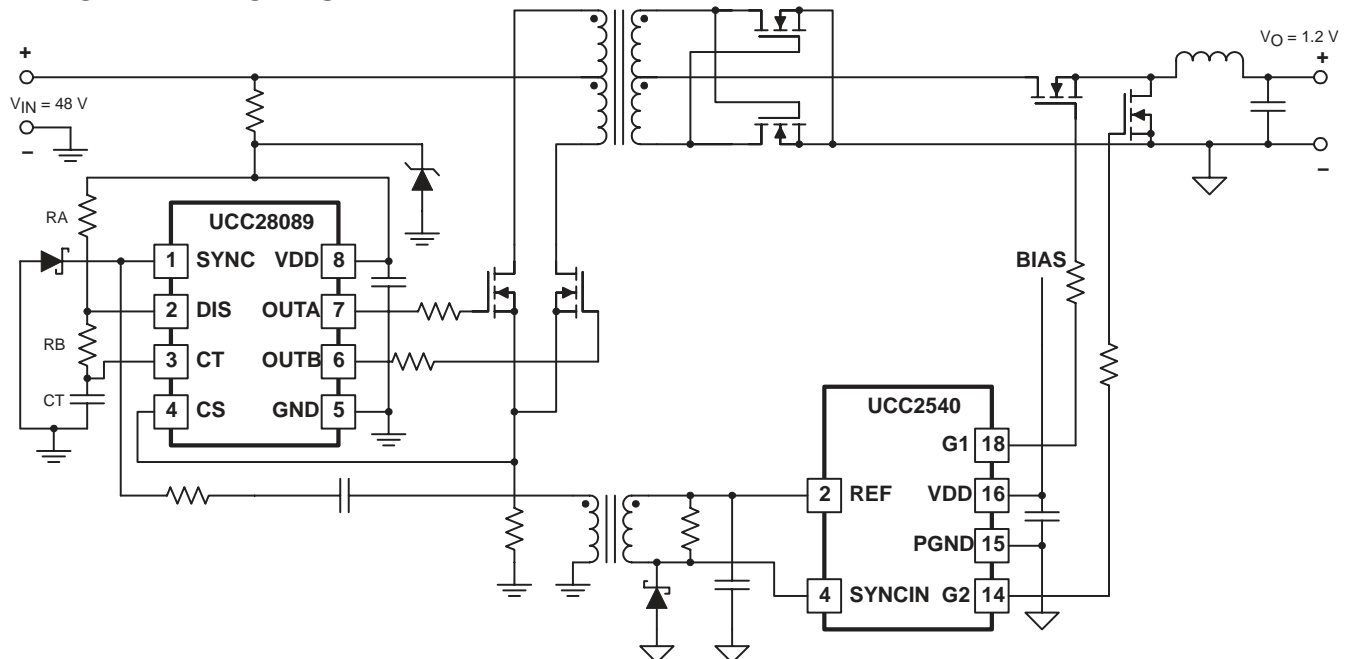 VO = 1.2 V
+
+
VIN = 48 V
−
−
RA
UCC28089
1 SYNC VDD 8
BIAS
2 DIS OUTA 7
RB
3 CT OUTB 6
CT
4 CS GND 5
UCC2540
G1 18
2 REF VDD 16
PGND 15
4 SYNCIN G2 14